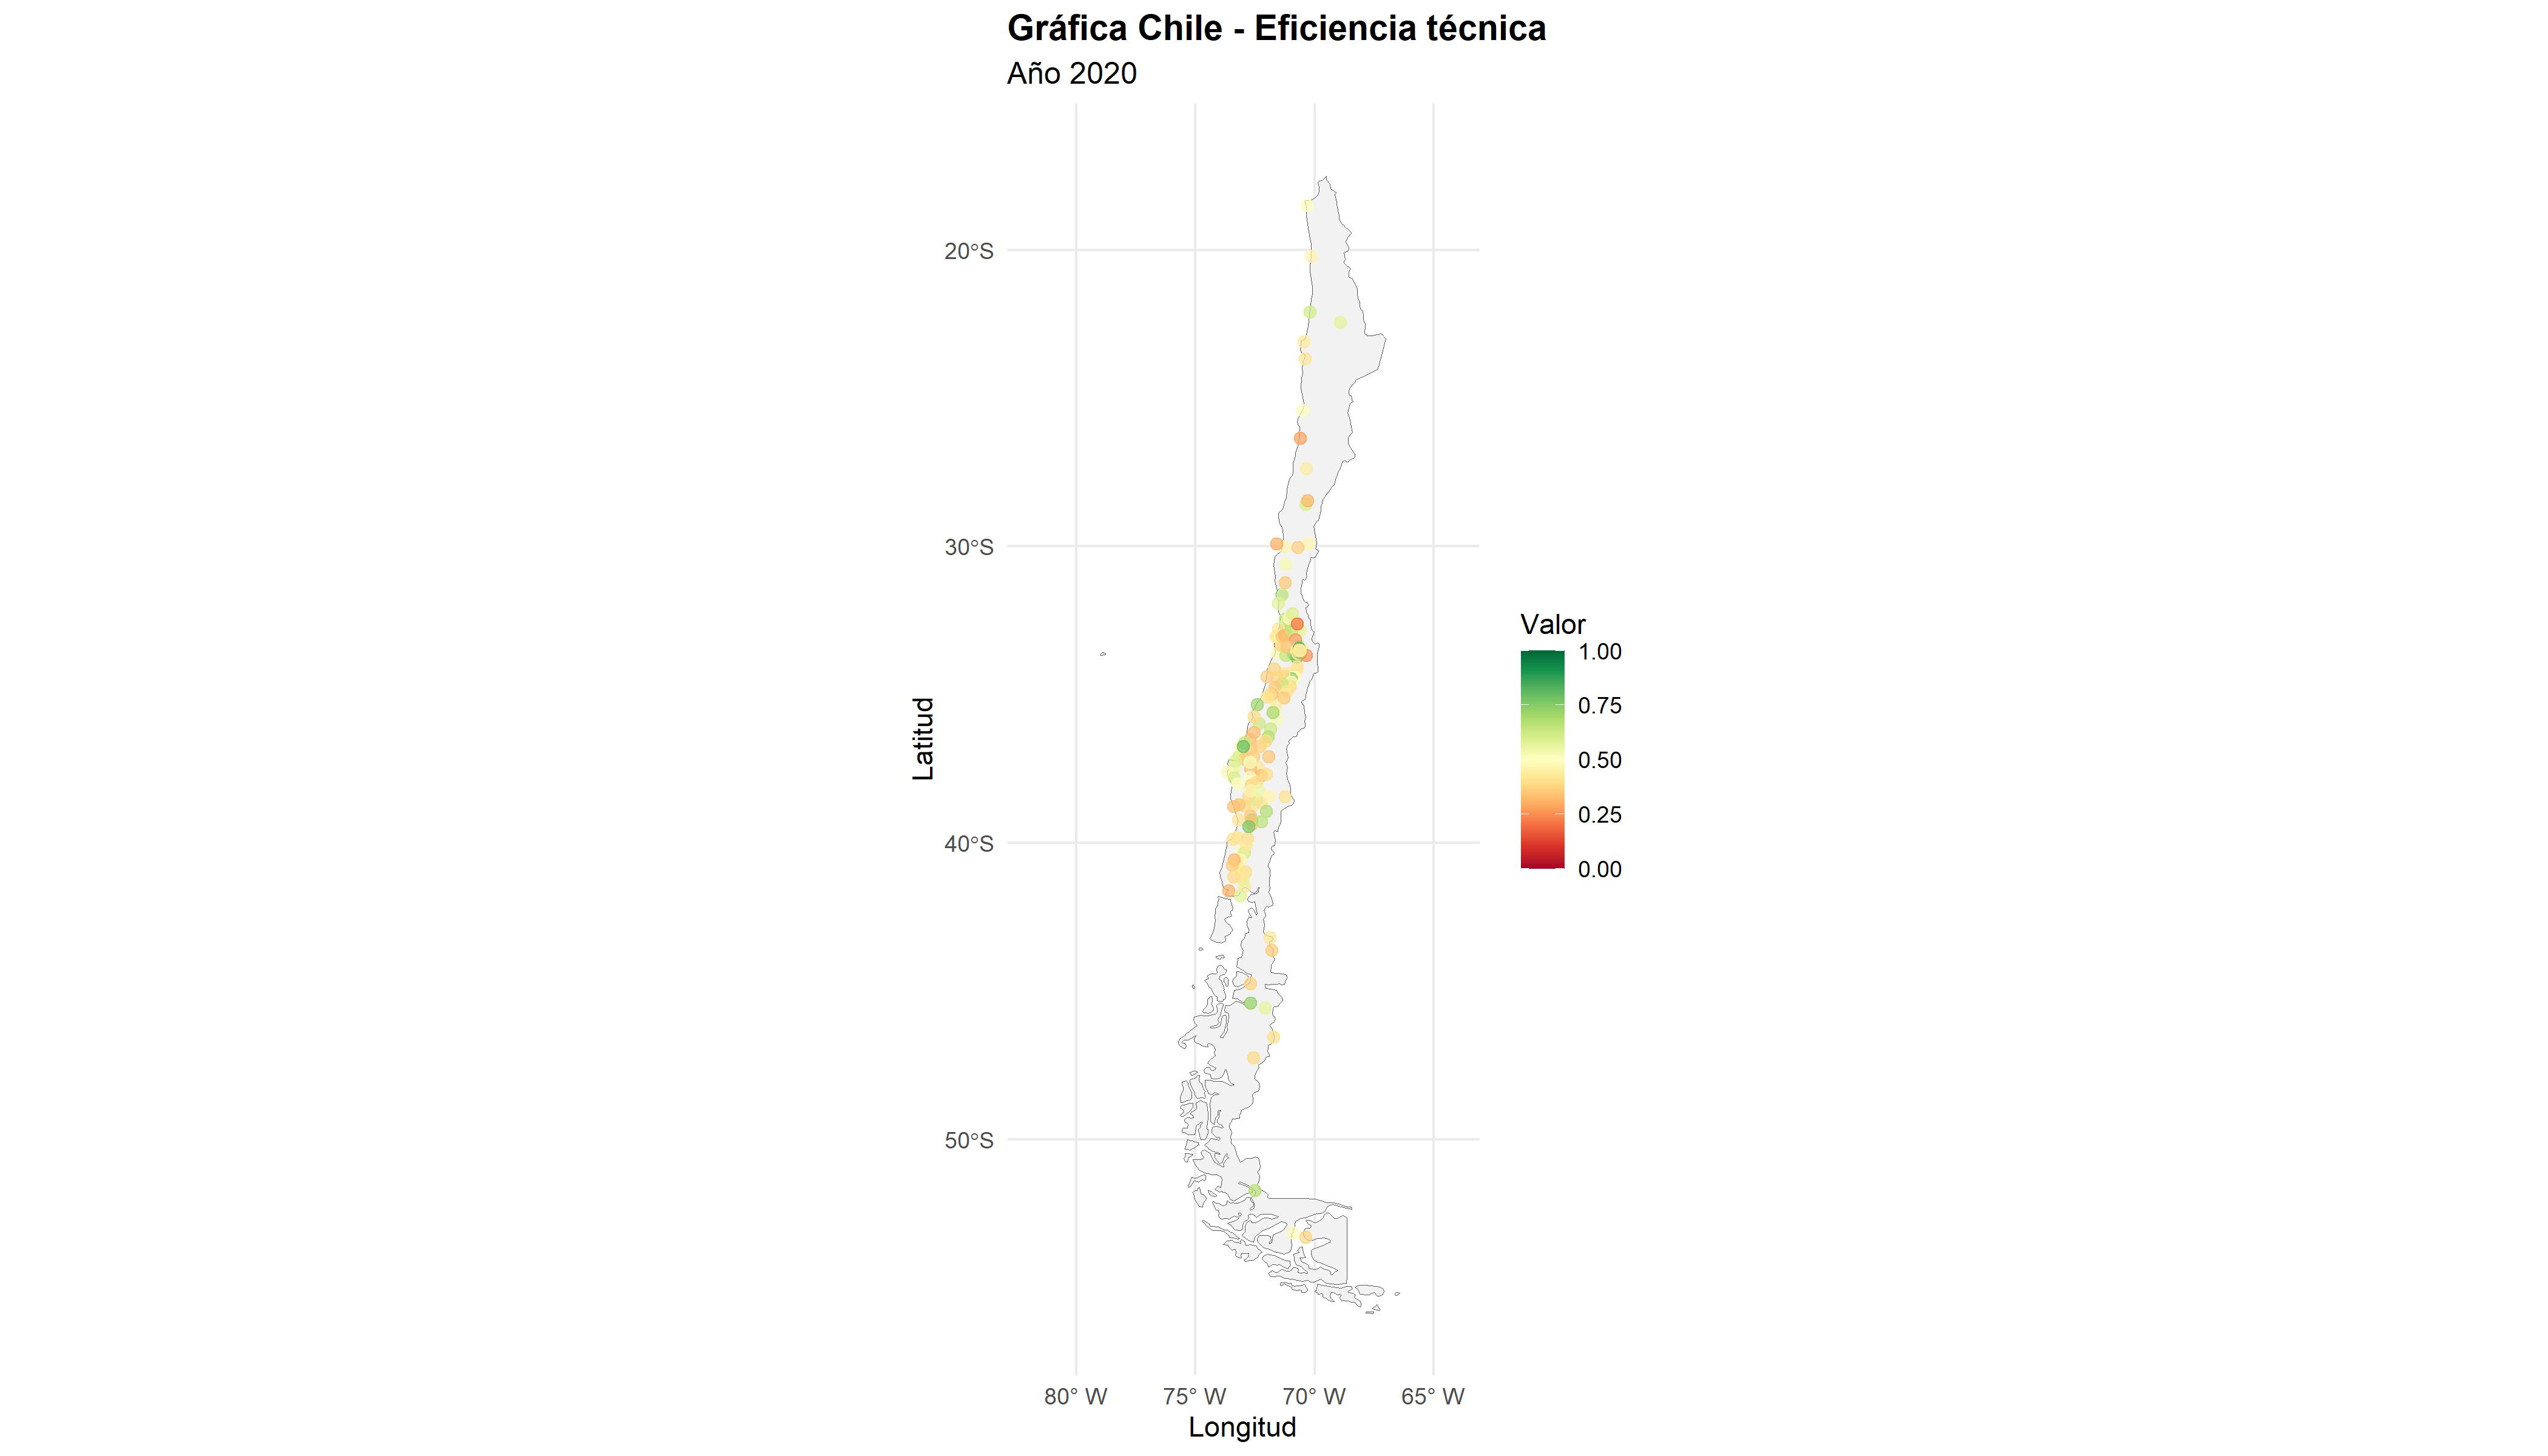 Gráfica Chile - Eficiencia técnica
Año 2020
20°S
30°S
40°S
50°S
Latitud
80° W
75° W
70° W
65° W
Longitud
Valor
1.00
0.75
0.50
0.25
0.00